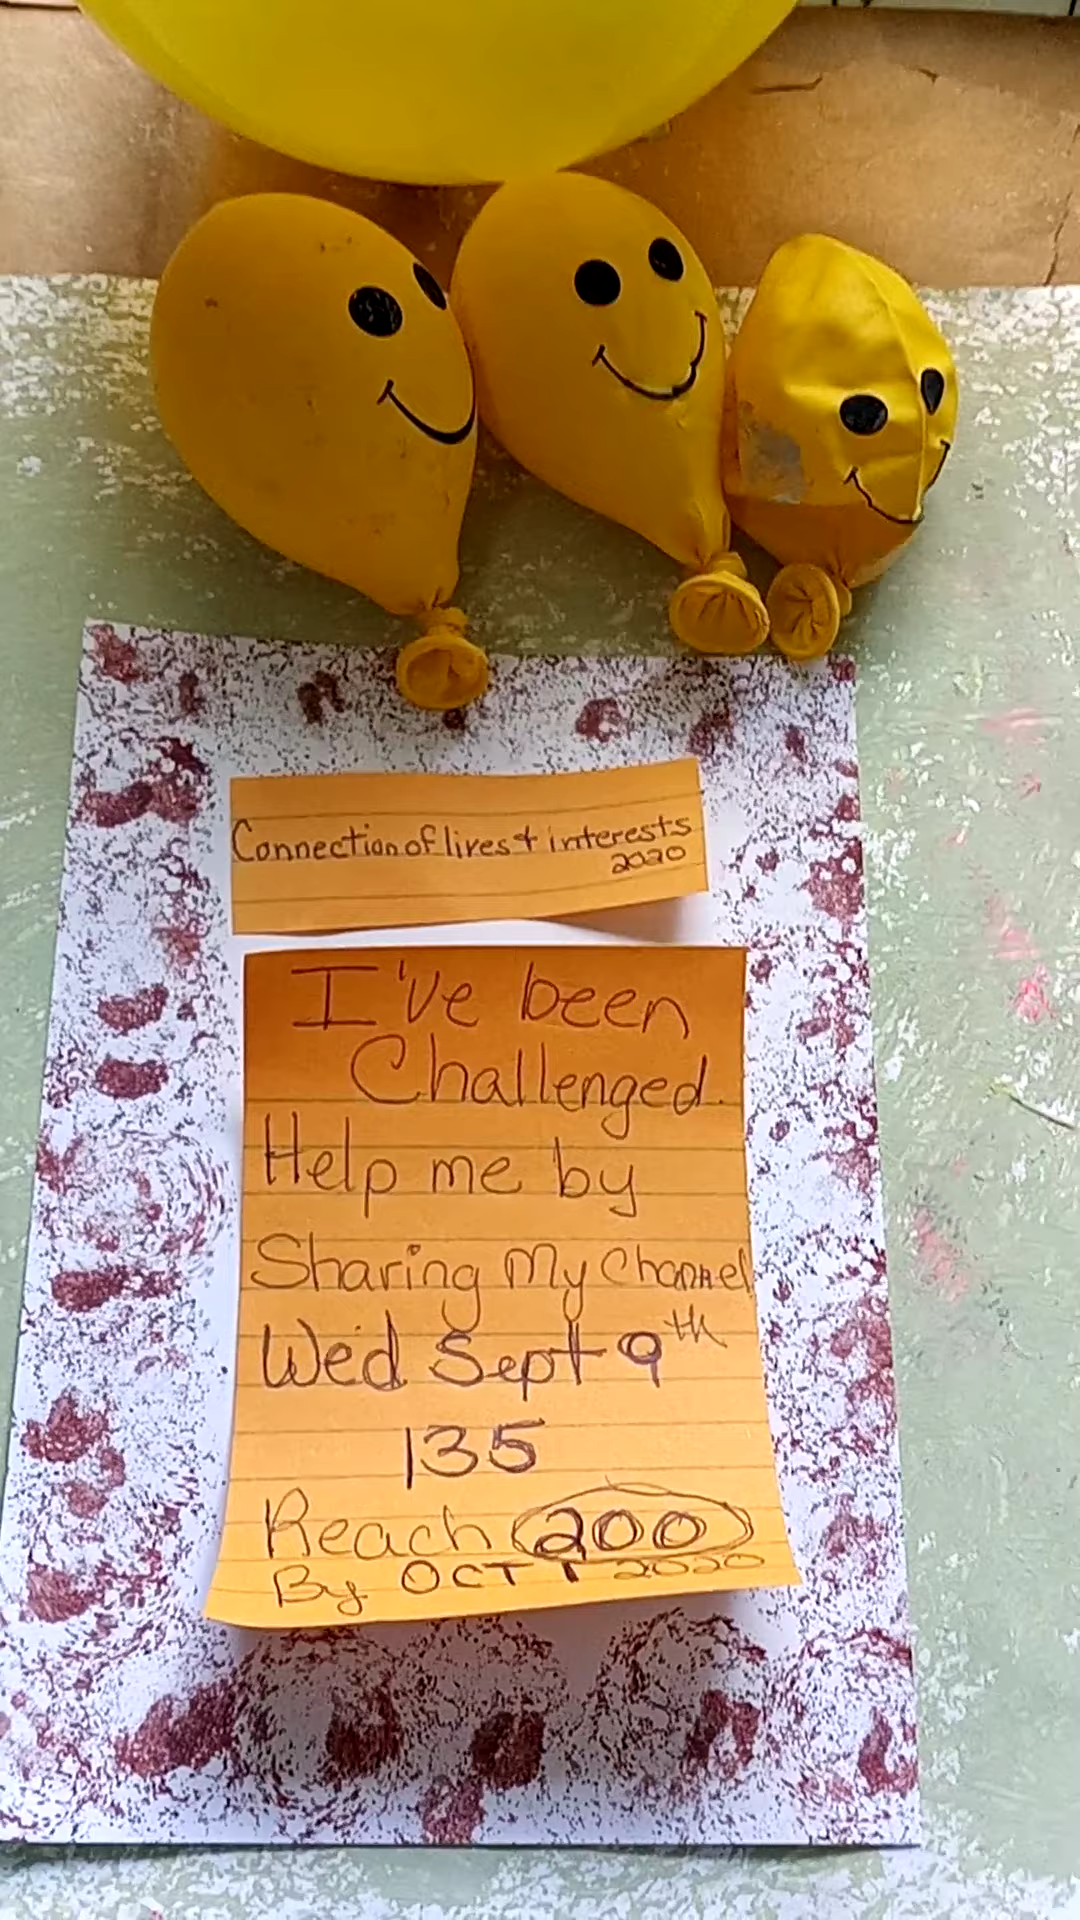 Connection of lives & interests
2020
I've been
Challenged.
Help me by
Sharing My Channel
Wed Sept 9th
135
Reach 200
By OCT 1 2020